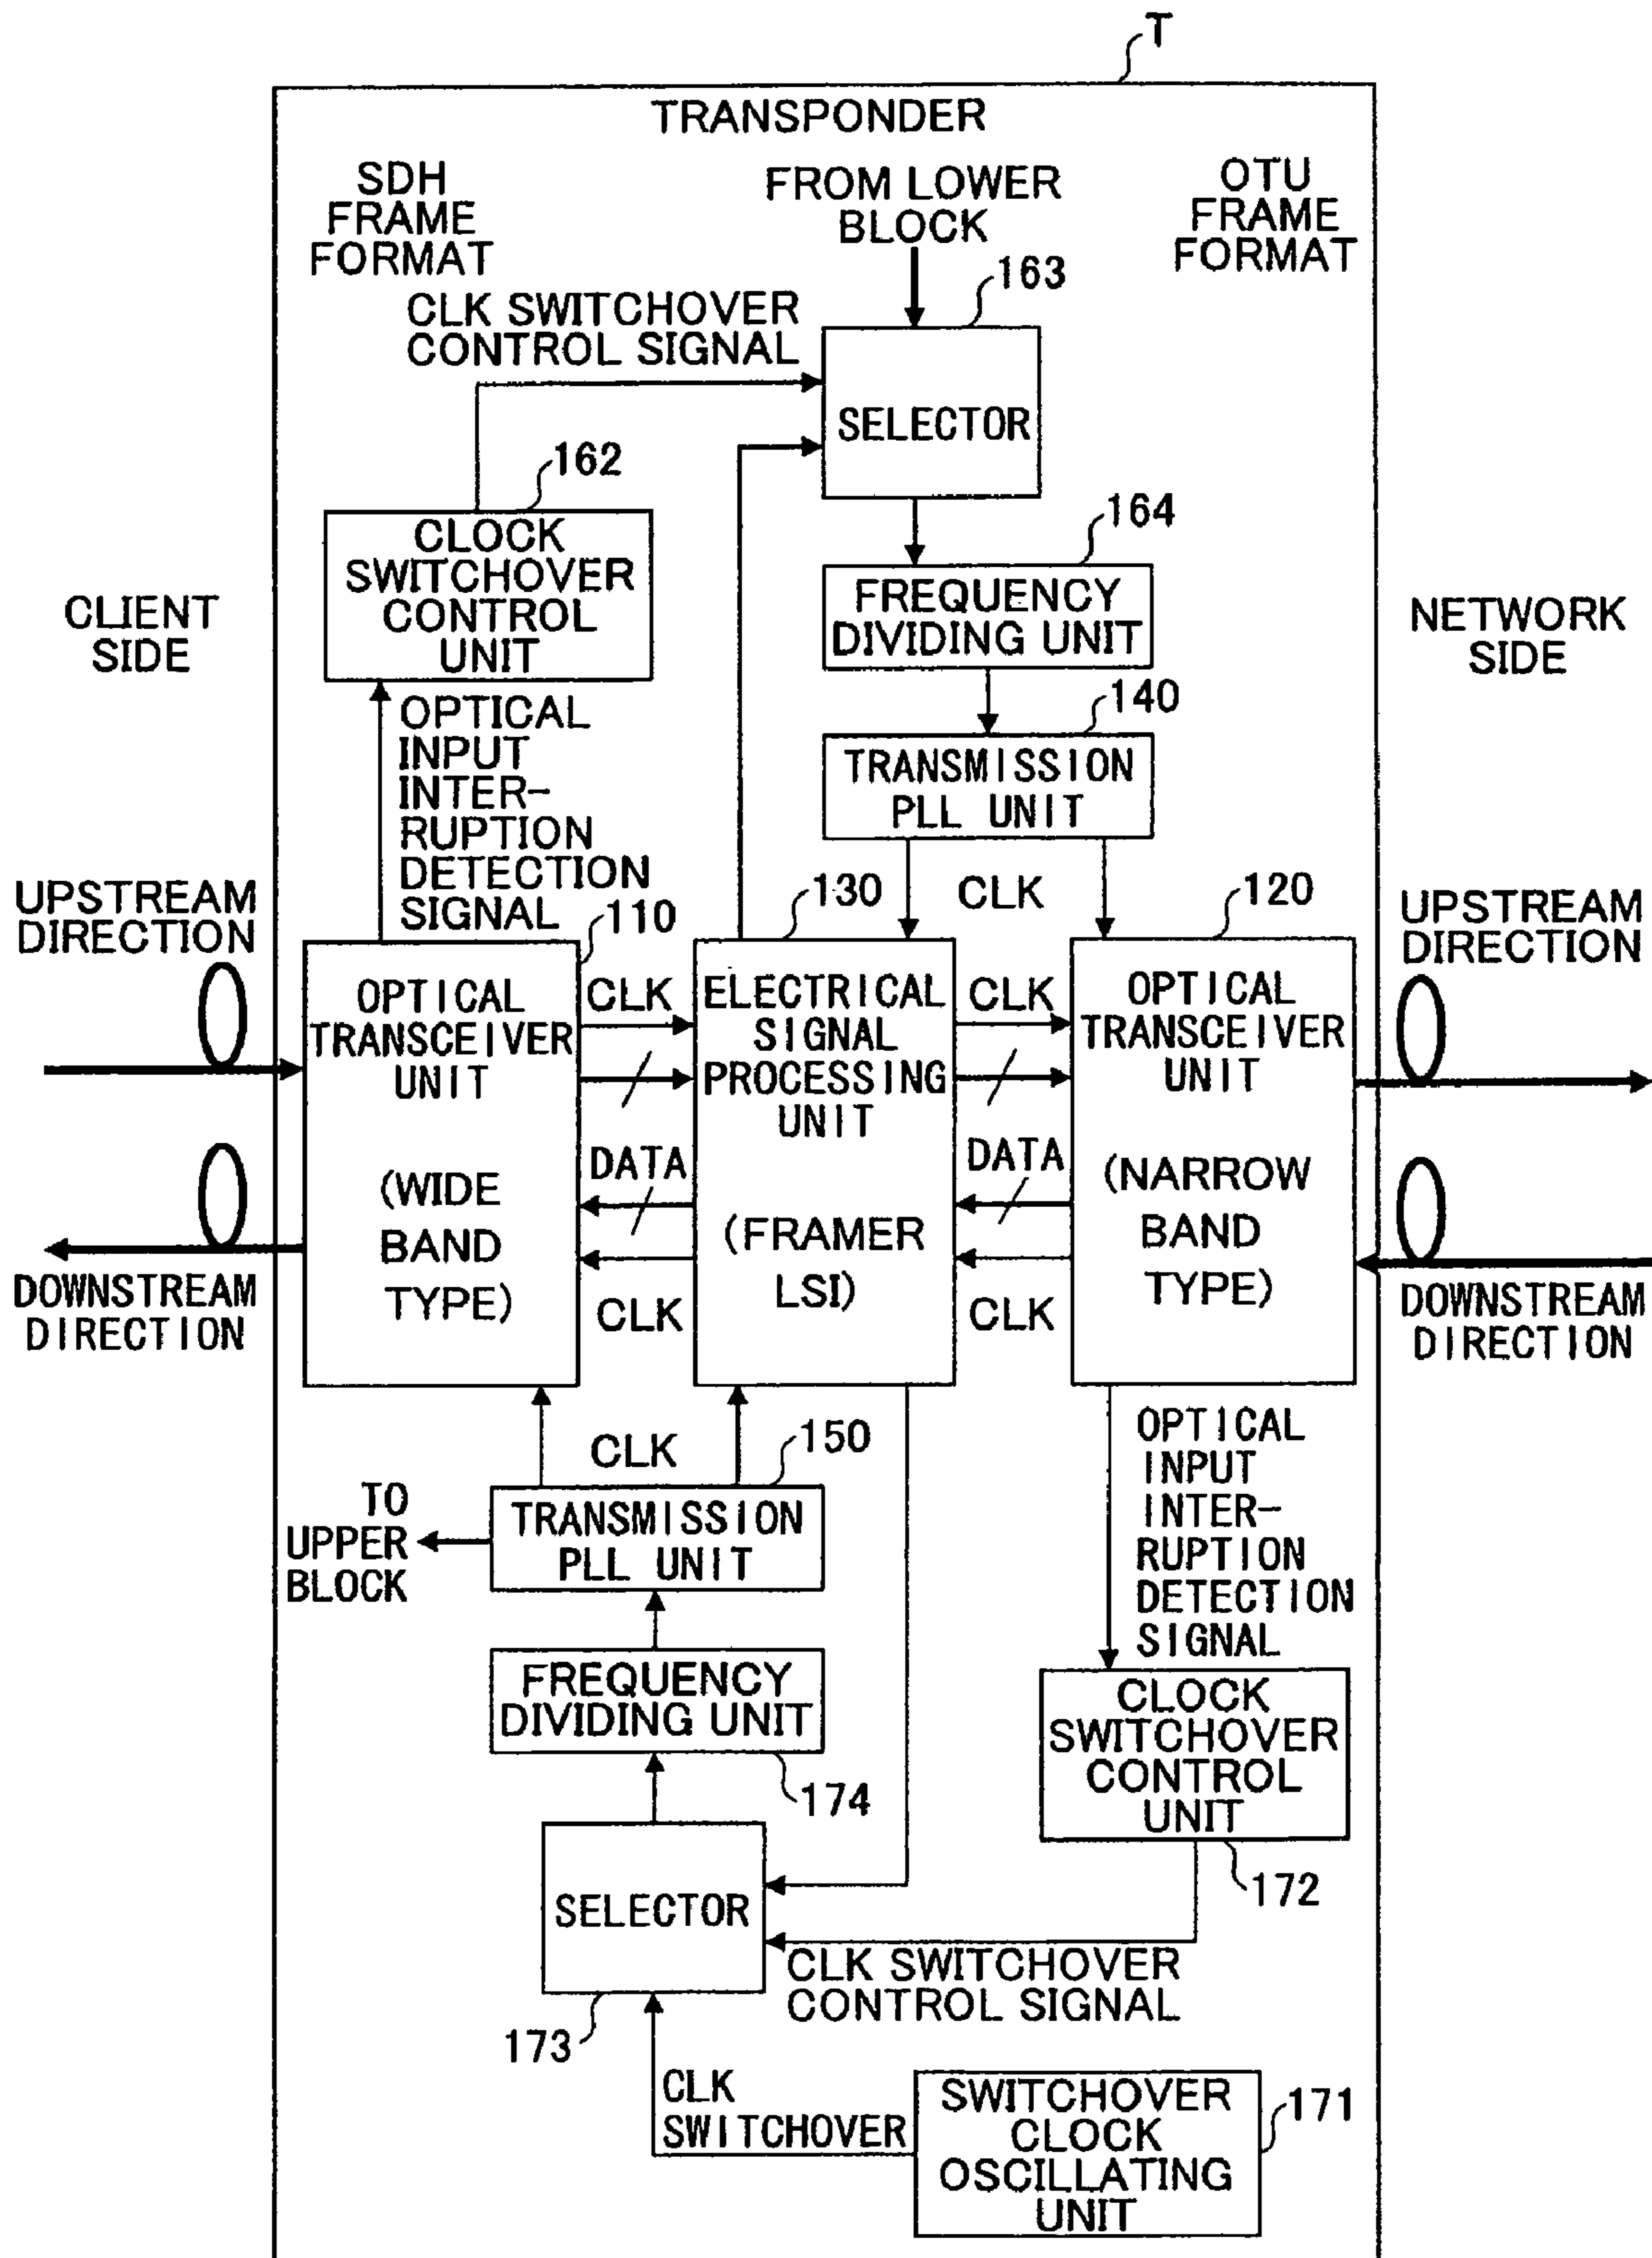 T
TRANSPONDER
SDH
FRAME
FORMAT
FROM LOWER
BLOCK
OTU
FRAME
FORMAT
163
CLK SWITCHOVER
CONTROL SIGNAL
SELECTOR
162
CLOCK
SWITCHOVER
CONTROL
UNIT
164
FREQUENCY
DIVIDING UNIT
CLIENT
SIDE
NETWORK
SIDE
OPTICAL
INPUT
INTER-
RUPTION
DETECTION
SIGNAL
140
TRANSMISSION
PLL UNIT
UPSTREAM
DIRECTION
110
130
CLK
120
UPSTREAM
DIRECTION
OPTICAL
TRANSCEIVER
UNIT
(WIDE
BAND
TYPE)
CLK
DATA
CLK
ELECTRICAL
SIGNAL
PROCESSING
UNIT
(FRAMER
LSI)
CLK
DATA
CLK
OPTICAL
TRANSCEIVER
UNIT
(NARROW
BAND
TYPE)
DOWNSTREAM
DIRECTION
DOWNSTREAM
DIRECTION
CLK
150
TO
UPPER
BLOCK
TRANSMISSION
PLL UNIT
OPTICAL
INPUT
INTER-
RUPTION
DETECTION
SIGNAL
FREQUENCY
DIVIDING UNIT
174
CLOCK
SWITCHOVER
CONTROL
UNIT
172
SELECTOR
173
CLK SWITCHOVER
CONTROL SIGNAL
CLK
SWITCHOVER
SWITCHOVER
CLOCK
OSCILLATING
UNIT
171